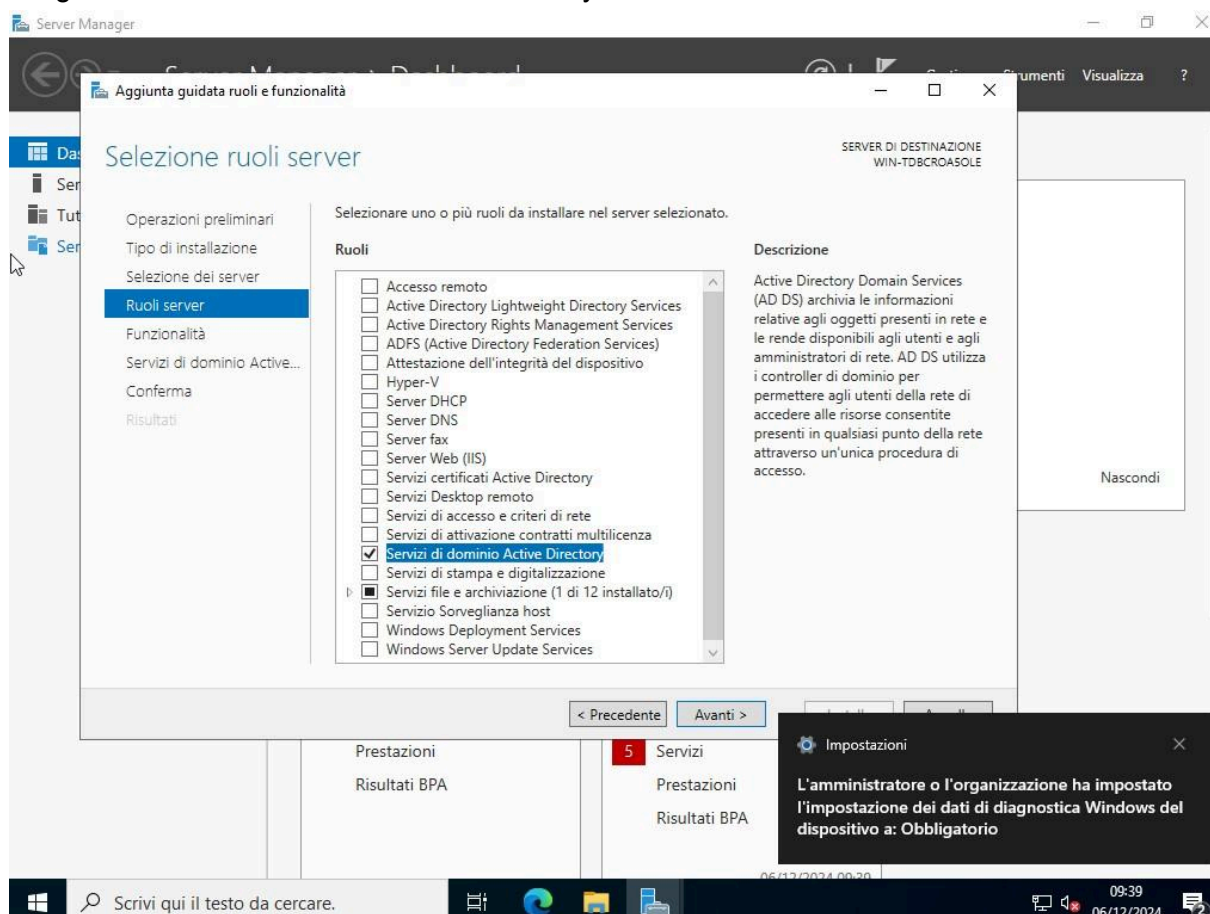 Server Manager
Aggiunta guidata ruoli e funzionalità
Strumenti Visualizza ?
Selezione ruoli server
SERVER DI DESTINAZIONE
WIN-TDBCROASOLE
Operazioni preliminari
Tipo di installazione
Selezione dei server
Ruoli server
Funzionalità
Servizi di dominio Active...
Conferma
Risultati
Selezionare uno o più ruoli da installare nel server selezionato.
Ruoli
Accesso remoto
Active Directory Lightweight Directory Services
Active Directory Rights Management Services
ADFS (Active Directory Federation Services)
Attestazione dell'integrità del dispositivo
Hyper-V
Server DHCP
Server DNS
Server fax
Server Web (IIS)
Servizi certificati Active Directory
Servizi Desktop remoto
Servizi di accesso e criteri di rete
Servizi di attivazione contratti multilicenza
Servizi di dominio Active Directory
Servizi di stampa e digitalizzazione
Servizi file e archiviazione (1 di 12 installato/i)
Servizio Sorveglianza host
Windows Deployment Services
Windows Server Update Services
Descrizione
Active Directory Domain Services
(AD DS) archivia le informazioni
relative agli oggetti presenti in rete e
le rende disponibili agli utenti e agli
amministratori di rete. AD DS utilizza
i controller di dominio per
permettere agli utenti della rete di
accedere alle risorse consentite
presenti in qualsiasi punto della rete
attraverso un'unica procedura di
accesso.
Nascondi
< Precedente
Avanti >
Prestazioni
Risultati BPA
5 Servizi
Prestazioni
Risultati BPA
06/12/2024 09:39
Impostazioni
L'amministratore o l'organizzazione ha impostato
l'impostazione dei dati di diagnostica Windows del
dispositivo a: Obbligatorio
Scrivi qui il testo da cercare.
09:39
06/12/2024
2